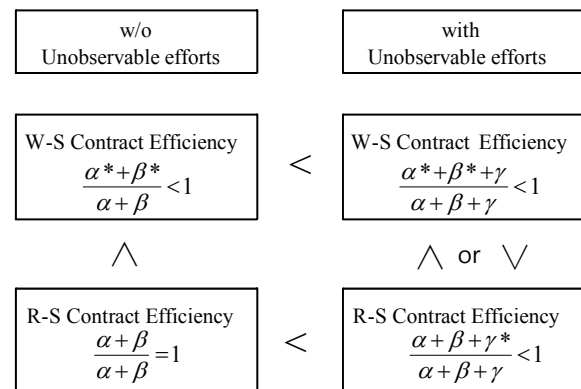 w/o
Unobservable efforts
with
Unobservable efforts
W-S Contract Efficiency
(α*+β*)/(α+β) <1
<
W-S Contract Efficiency
(α*+β*+γ)/(α+β+γ) <1
∧
∧ or ∨
R-S Contract Efficiency
(α+β)/(α+β) =1
<
R-S Contract Efficiency
(α+β+γ*)/(α+β+γ) <1